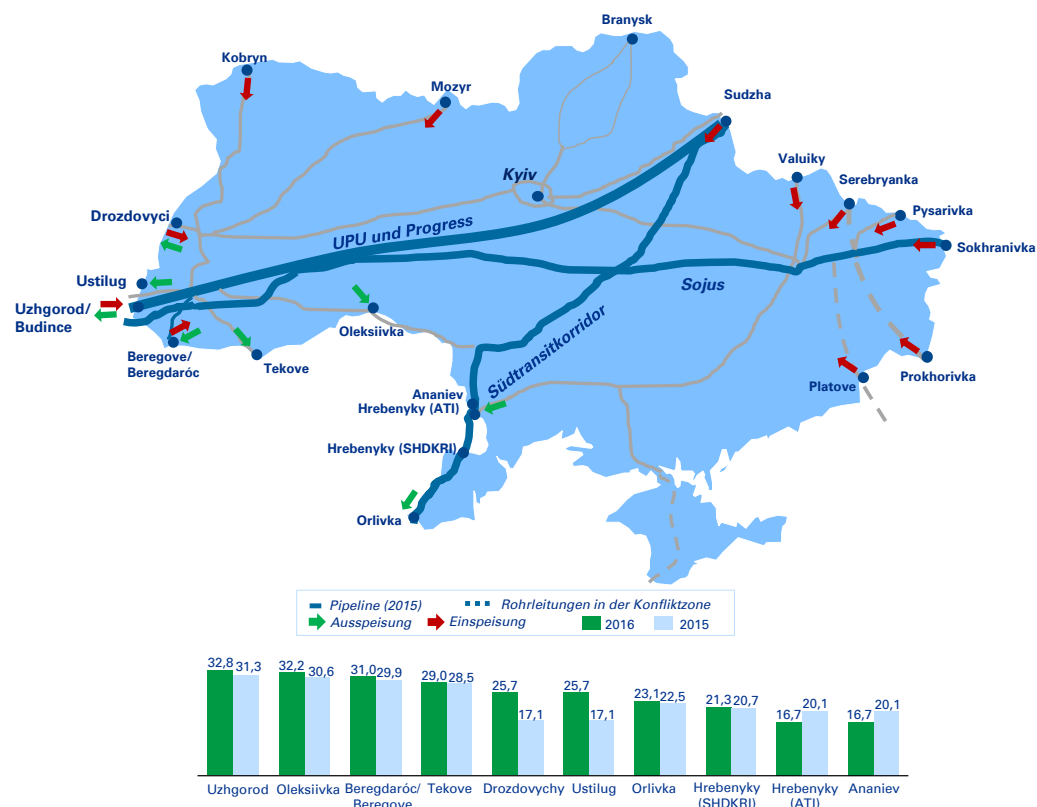 Branysk
Kobryn
Mozyr
Sudzha
Valuiky
Kyiv
Serebryanka
Pysarivka
Drozdovyci
UPU und Progress
Sokhranivka
Ustilug
Sojus
Uzhgorod/
Budince
Oleksiivka
Südtransitkorridor
Beregove/
Beregdaróc
Tekove
Prokhorivka
Platove
Ananiev
Hrebenyky (ATI)
Hrebenyky (SHDKRI)
Orlivka
Pipeline (2015)
Rohrleitungen in der Konfliktzone
Ausspeisung
Einspeisung
2016
2015
32,8 31,3 32,2 30,6 31,0 29,9 29,0 28,5 25,7 17,1 25,7 17,1 23,1 22,5 21,3 20,7 16,7 20,1 16,7 20,1
Uzhgorod
Oleksiivka
Beregdaróc/
Beregove
Tekove
Drozdovychy
Ustilug
Orlivka
Hrebenyky
(SHDKRI)
Hrebenyky
(ATI)
Ananiev